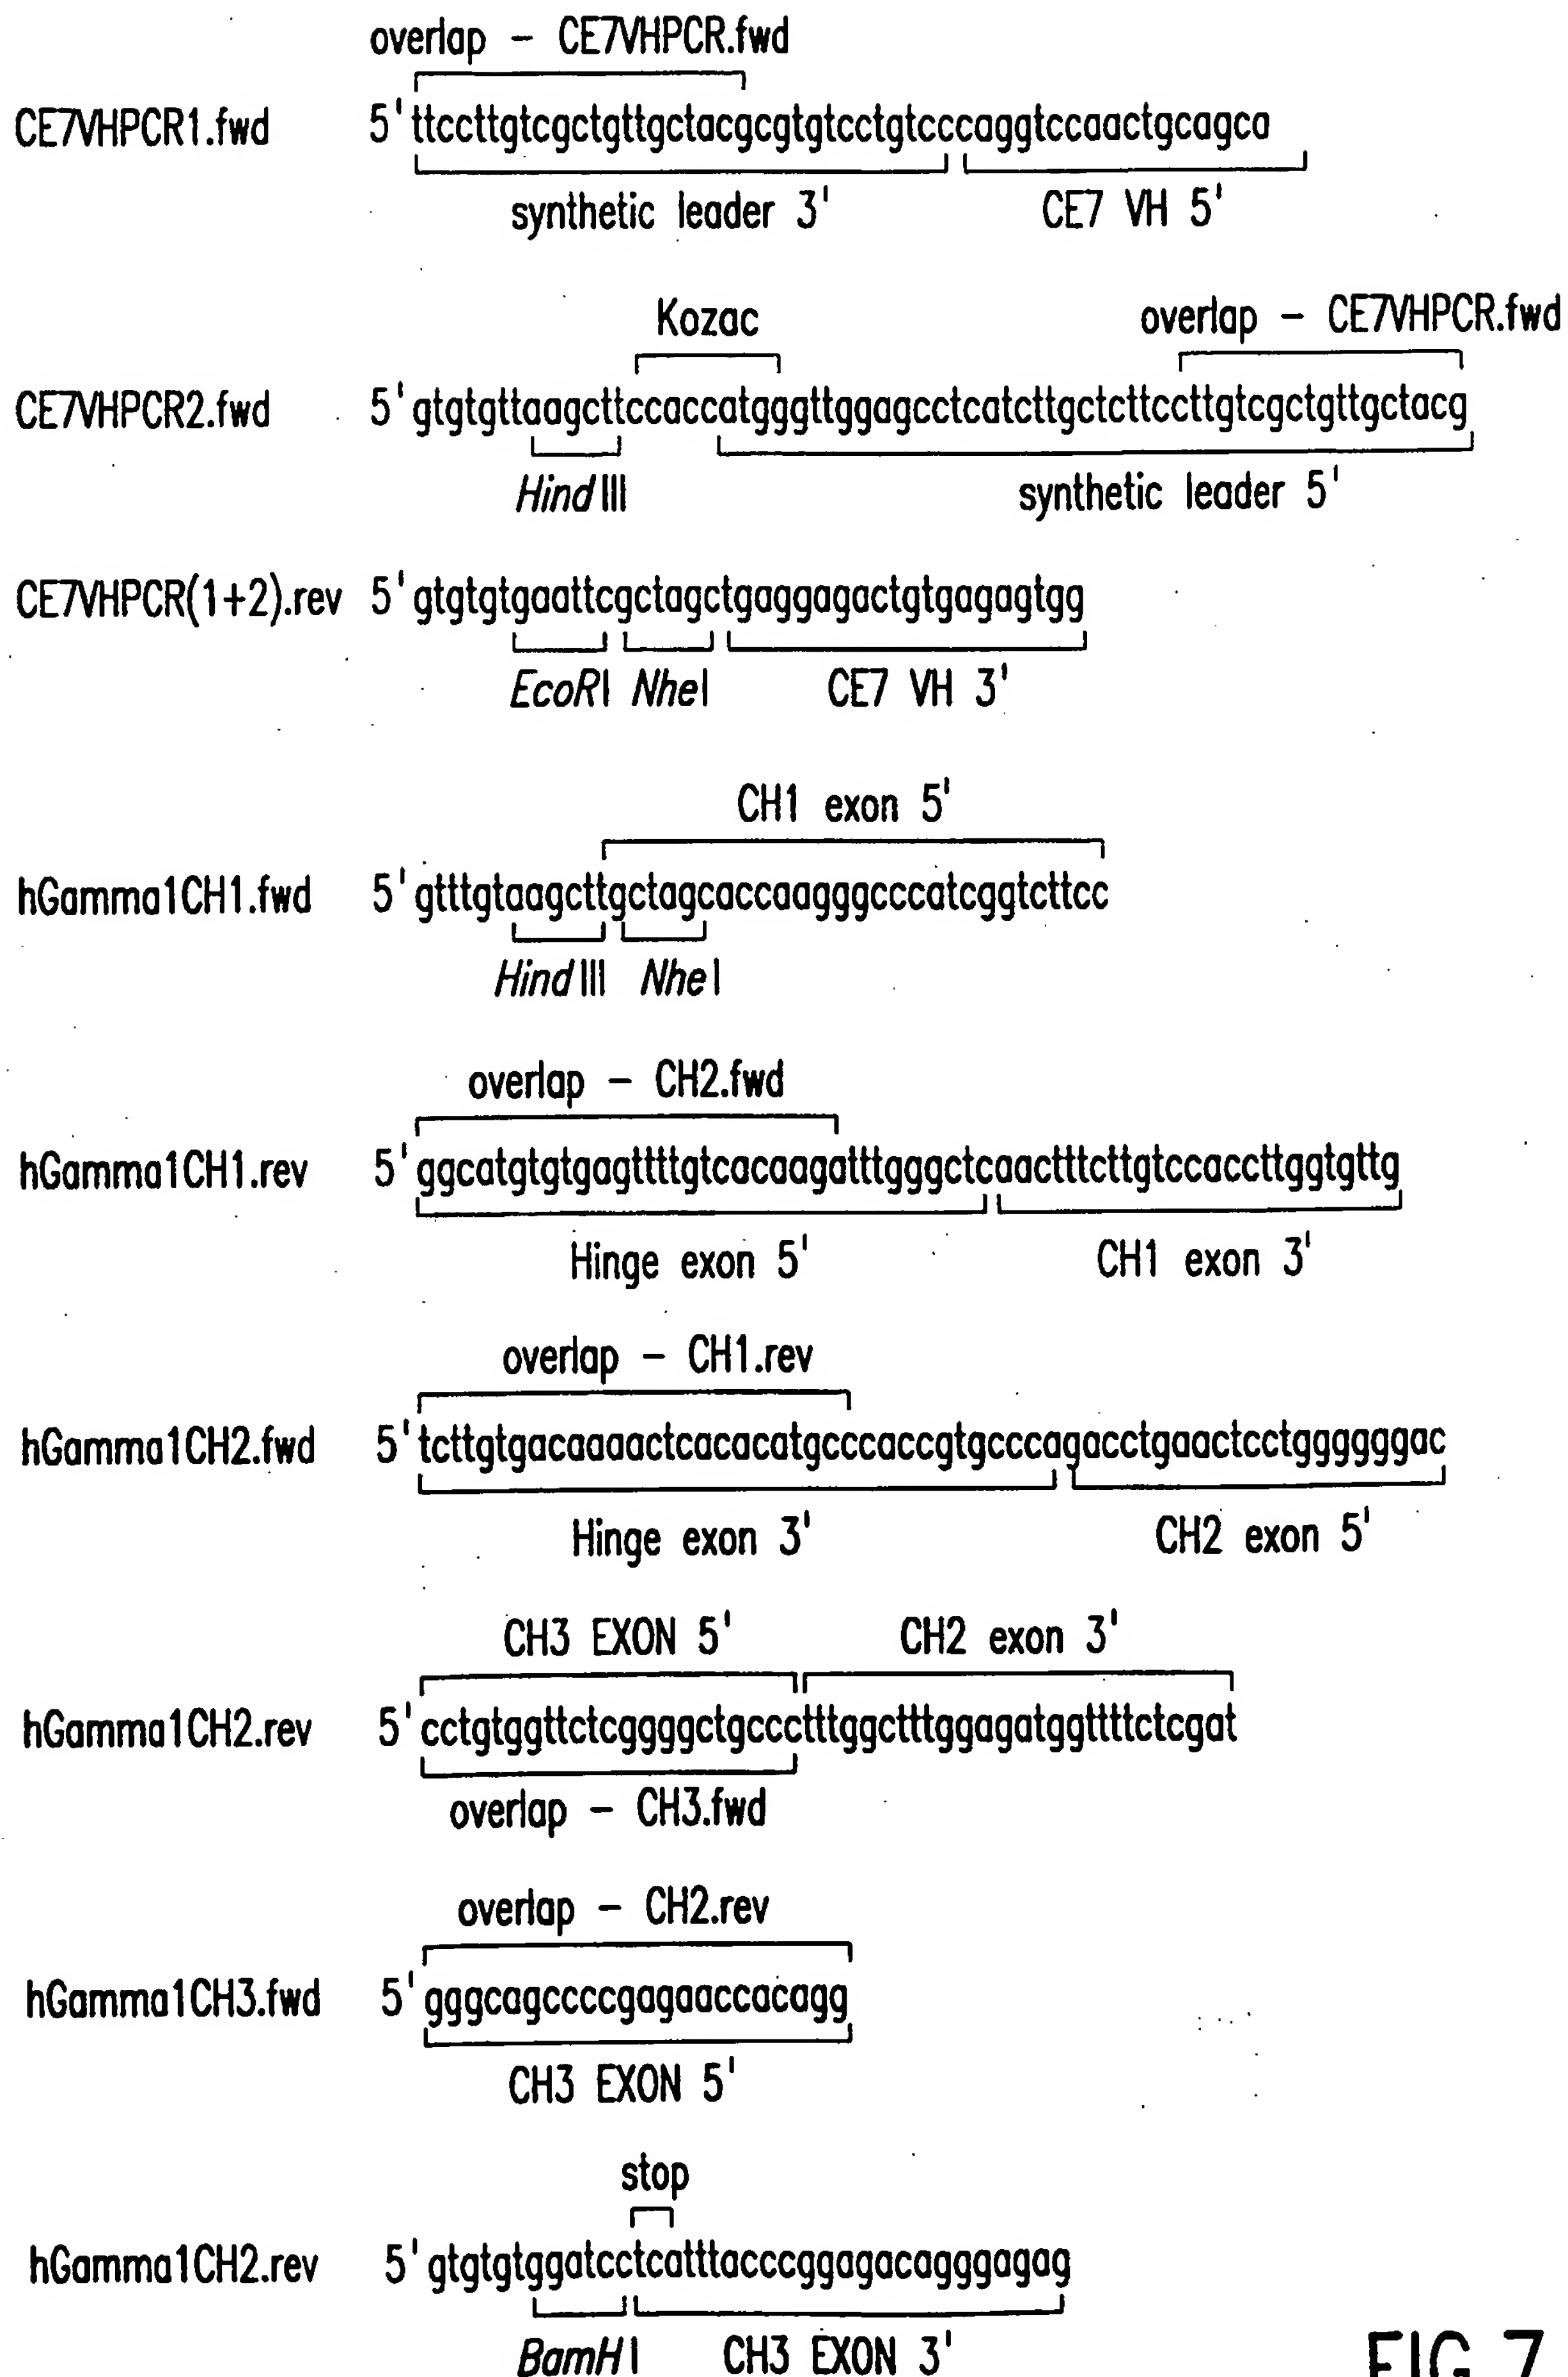 overlap - CE7VHPCR.fwd
CE7VHPCR1.fwd 5'ttccttgtcgctgttgctacgcgtgtcctgtcccaggtccaactgcagca
synthetic leader 3' CE7 VH 5'
Kozac overlap - CE7VHPCR.fwd
CE7VHPCR2.fwd 5'gtgtgttaagcttccaccatgggttggagcctcatcttgctcttccttgtcgctgttgctacg
HindIII synthetic leader 5'
CE7VHPCR(1+2).rev 5'gtgtgtgaattcgctagctgaggagactgtgagagtgg
EcoRI NheI CE7 VH 3'
CH1 exon 5'
hGamma1CH1.fwd 5'gtttgtaagcttgctagcaccaagggcccatcggtcttcc
HindIII NheI
overlap - CH2.fwd
hGamma1CH1.rev 5'ggcatgtgtgagttttgtcacaagatttgggctcaactttcttgtccaccttggtgttg
Hinge exon 5' CH1 exon 3'
overlap - CH1.rev
hGamma1CH2.fwd 5'tcttgtgacaaaactcacacatgcccaccgtgcccagacctgaactcctggggggac
Hinge exon 3' CH2 exon 5'
CH3 EXON 5' CH2 exon 3'
hGamma1CH2.rev 5'cctgtggttctcggggctgccctttggctttggagatggttttctcgat
overlap - CH3.fwd
overlap - CH2.rev
hGamma1CH3.fwd 5'gggcagccccgagaaccacagg
CH3 EXON 5'
stop
hGamma1CH2.rev 5'gtgtgtggatcctcatttacccggagacagggagag
BamHI CH3 EXON 3'
FIG. 7